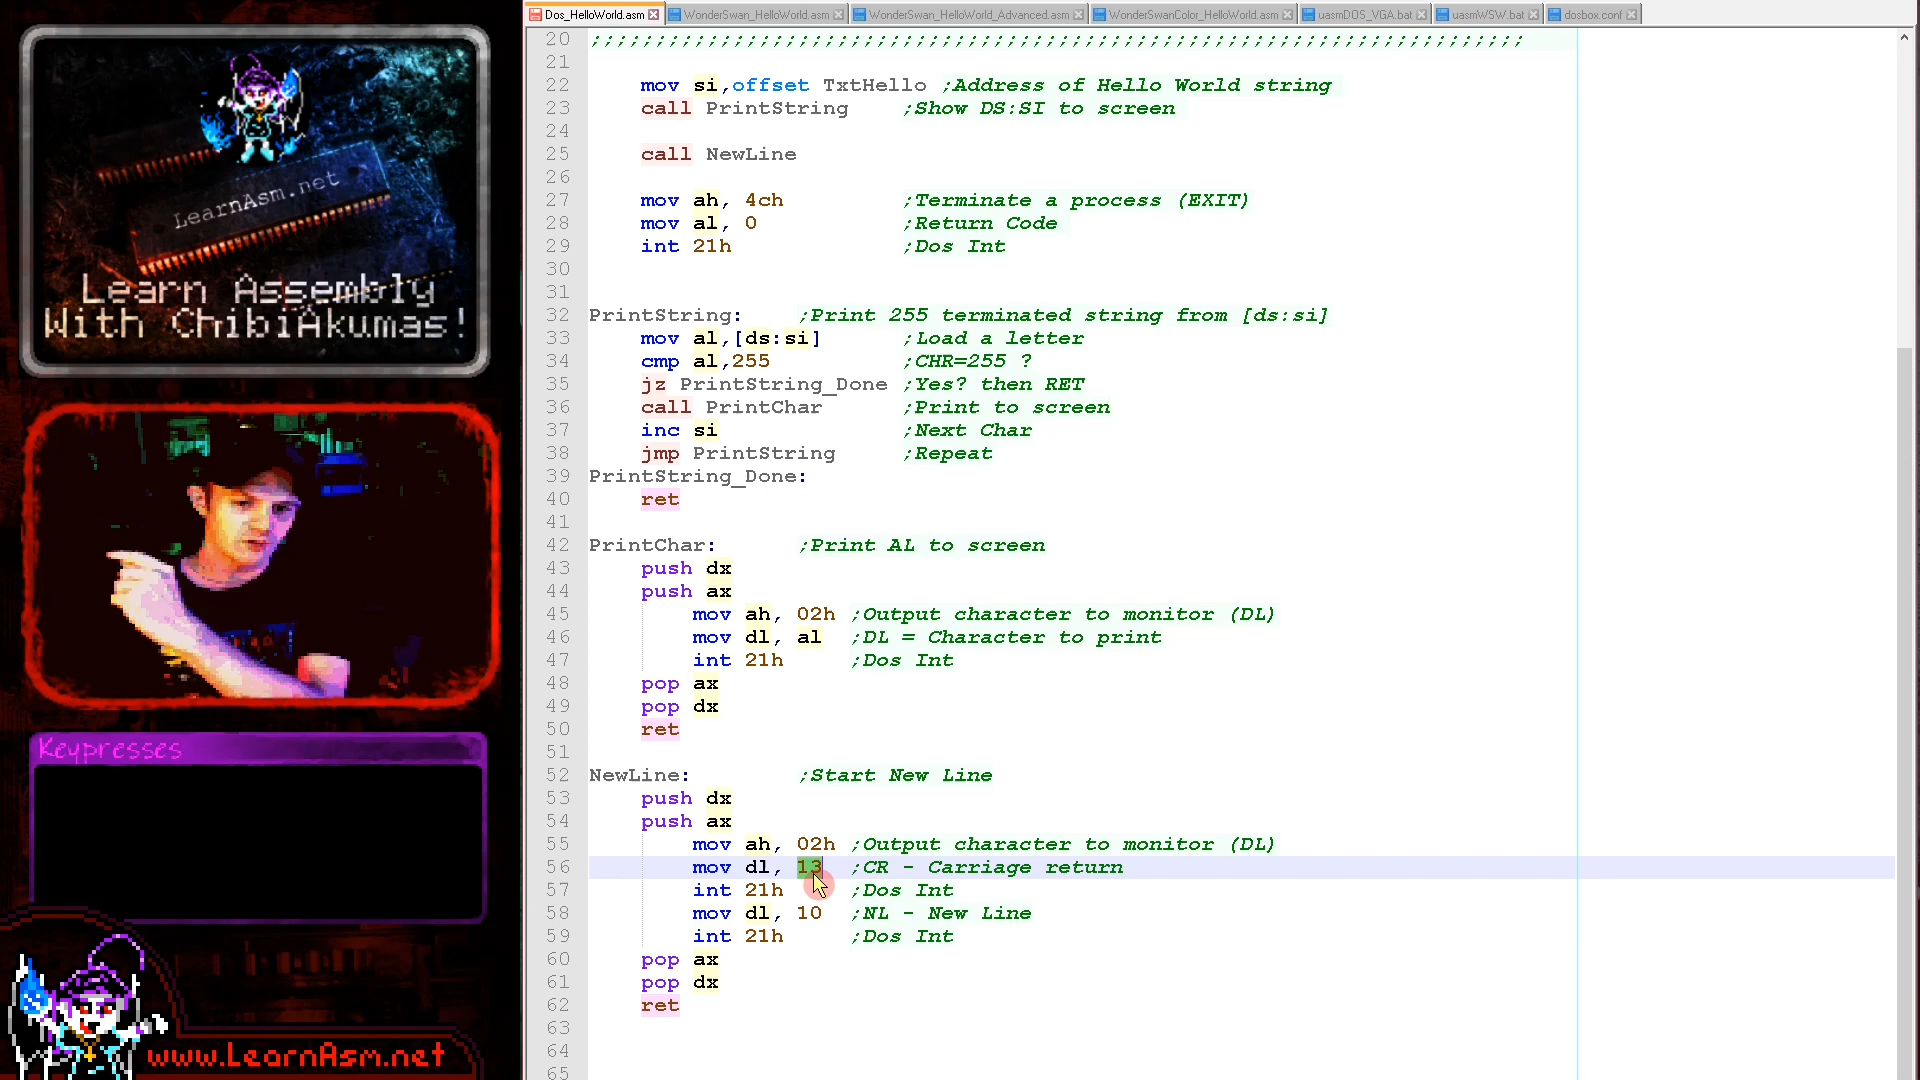 Dos_HelloWorld.asm WonderSwan_HelloWorld.asm WonderSwan_HelloWorld_Advanced.asm WonderSwanColor_HelloWorld.asm uasmDOS_VGA.bat uasmWSW.bat dosbox.conf
LearnAsm.net
Learn Assembly
With ChibiAkumas!
Keypresses
www.LearnAsm.net
20 ;;;;;;;;;;;;;;;;;;;;;;;;;;;;;;;;;;;;;;;;;;;;;;;;;;;;;;;;;;;;;;;;;;;;;;;;
21
22 mov si,offset TxtHello ;Address of Hello World string
23 call PrintString ;Show DS:SI to screen
24
25 call NewLine
26
27 mov ah, 4ch ;Terminate a process (EXIT)
28 mov al, 0 ;Return Code
29 int 21h ;Dos Int
30
31
32 PrintString: ;Print 255 terminated string from [ds:si]
33 mov al,[ds:si] ;Load a letter
34 cmp al,255 ;CHR=255 ?
35 jz PrintString_Done ;Yes? then RET
36 call PrintChar ;Print to screen
37 inc si ;Next Char
38 jmp PrintString ;Repeat
39 PrintString_Done:
40 ret
41
42 PrintChar: ;Print AL to screen
43 push dx
44 push ax
45 mov ah, 02h ;Output character to monitor (DL)
46 mov dl, al ;DL = Character to print
47 int 21h ;Dos Int
48 pop ax
49 pop dx
50 ret
51
52 NewLine: ;Start New Line
53 push dx
54 push ax
55 mov ah, 02h ;Output character to monitor (DL)
56 mov dl, 13 ;CR - Carriage return
57 int 21h ;Dos Int
58 mov dl, 10 ;NL - New Line
59 int 21h ;Dos Int
60 pop ax
61 pop dx
62 ret
63
64
65